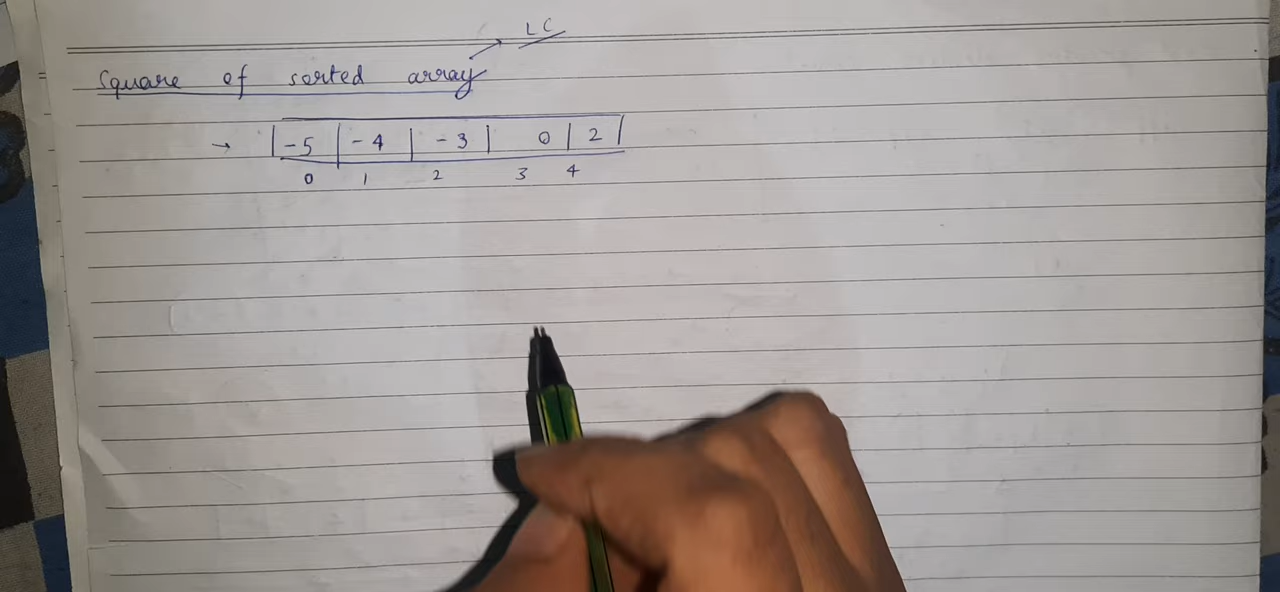 LC
Square of sorted array
→ | -5 | -4 | -3 | 0 | 2 |
0 1 2 3 4